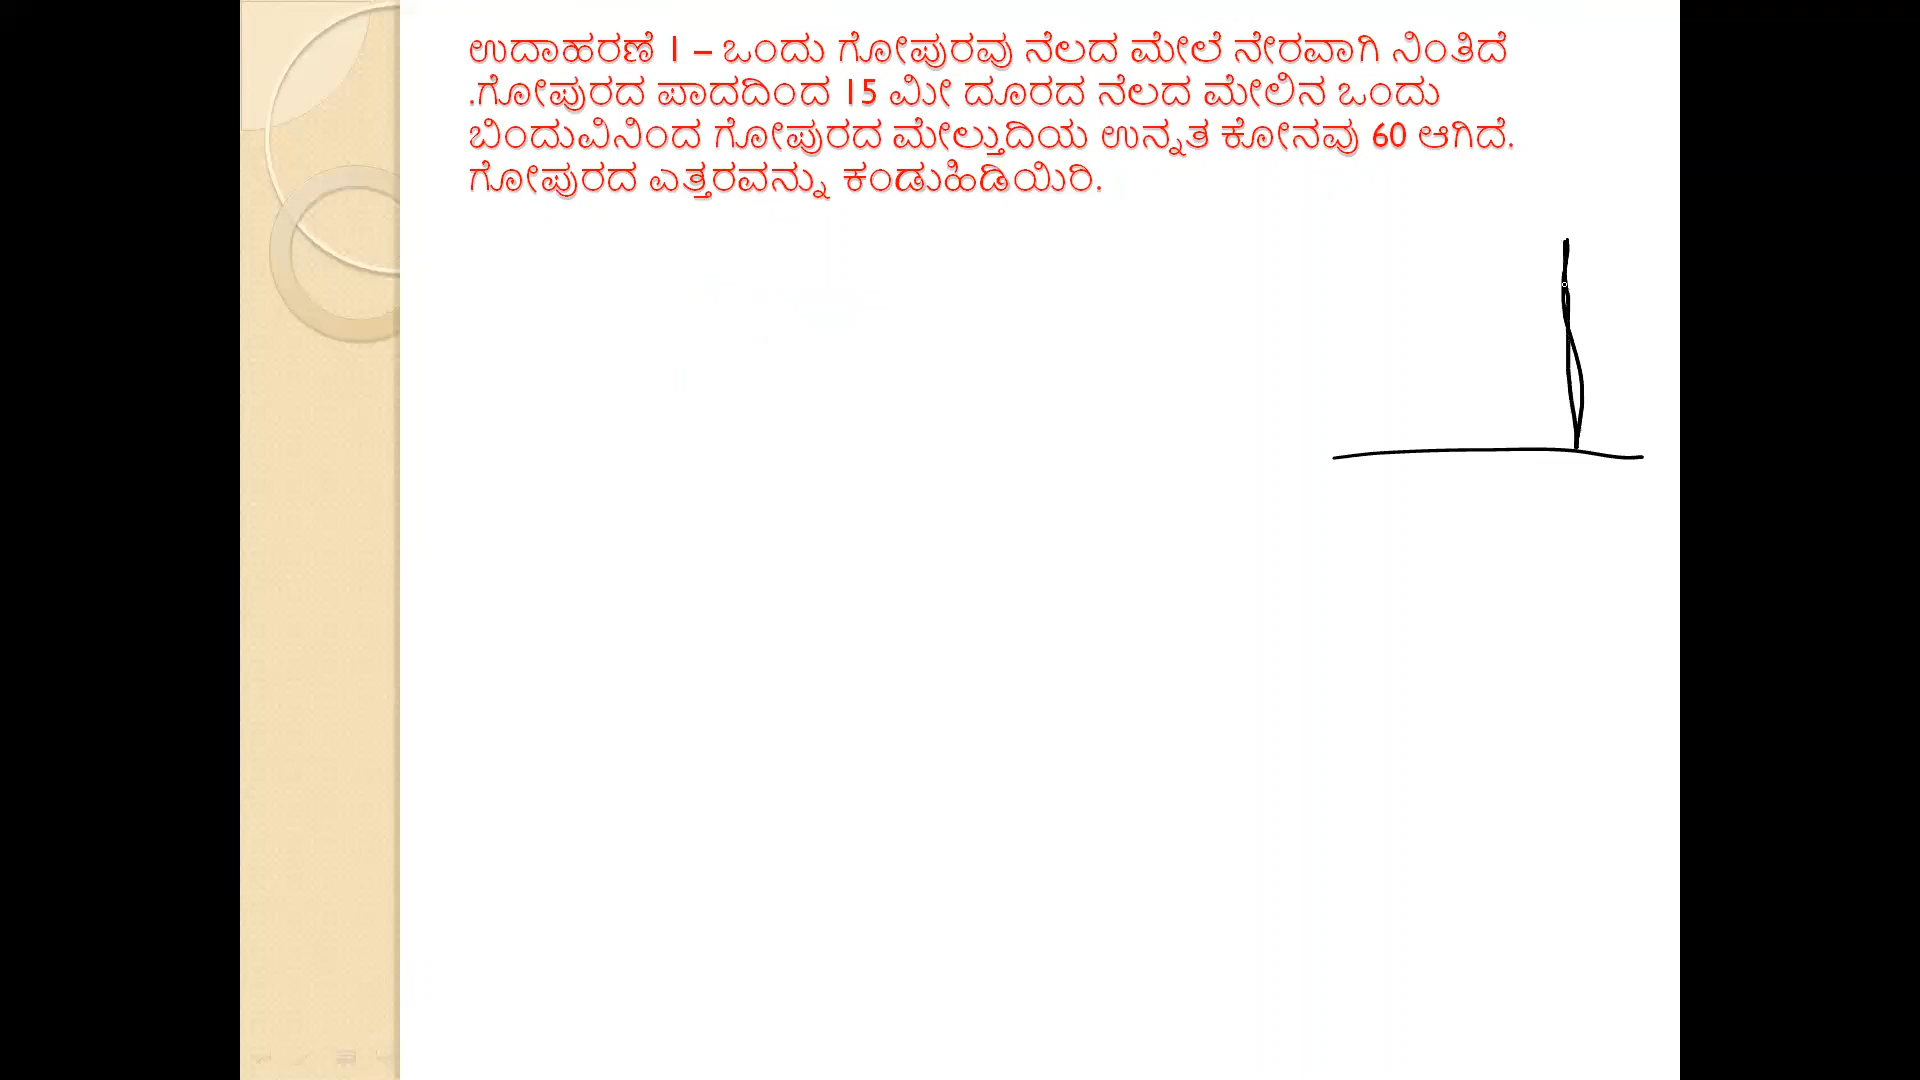 ಉದಾಹರಣೆ 1 – ಒಂದು ಗೋಪುರವು ನೆಲದ ಮೇಲೆ ನೇರವಾಗಿ ನಿಂತಿದೆ
.ಗೋಪುರದ ಪಾದದಿಂದ 15 ಮೀ ದೂರದ ನೆಲದ ಮೇಲಿನ ಒಂದು
ಬಿಂದುವಿನಿಂದ ಗೋಪುರದ ಮೇಲ್ತುದಿಯ ಉನ್ನತ ಕೋನವು 60 ಆಗಿದೆ.
ಗೋಪುರದ ಎತ್ತರವನ್ನು ಕಂಡುಹಿಡಿಯಿರಿ.